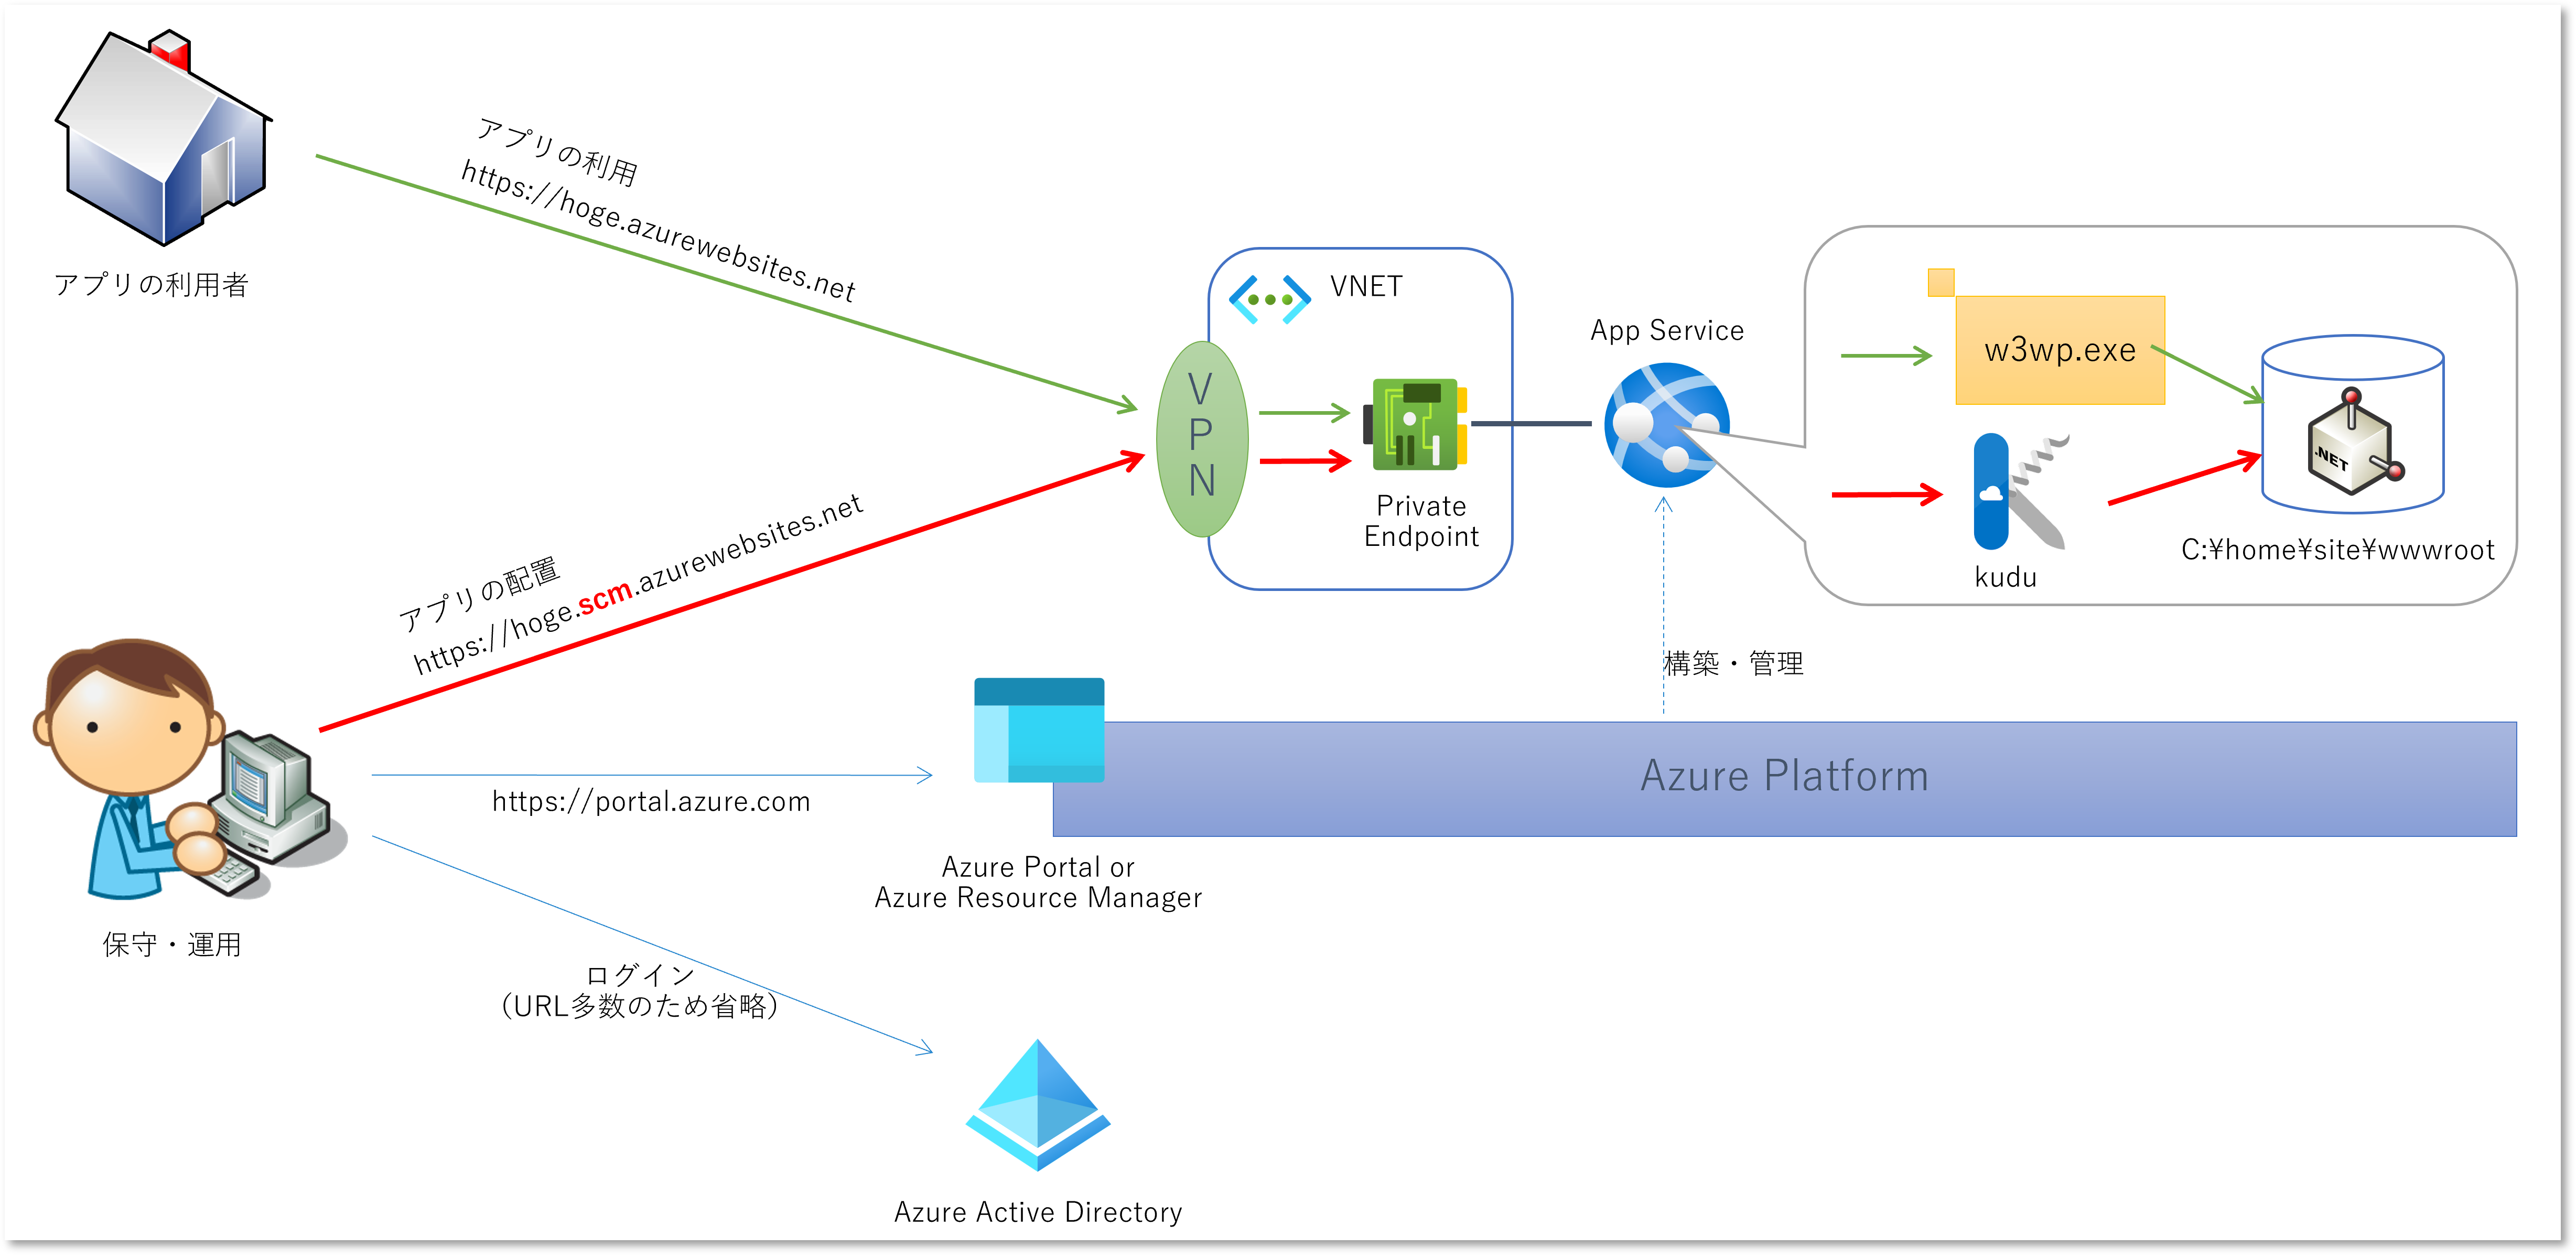 アプリの利用
https://hoge.azurewebsites.net
アプリの利用者
VNET
VPN
Private
Endpoint
App Service
w3wp.exe
.NET
kudu
C:¥home¥site¥wwwroot
アプリの配置
https://hoge.scm.azurewebsites.net
構築・管理
Azure Platform
https://portal.azure.com
Azure Portal or
Azure Resource Manager
保守・運用
ログイン
（URL多数のため省略）
Azure Active Directory